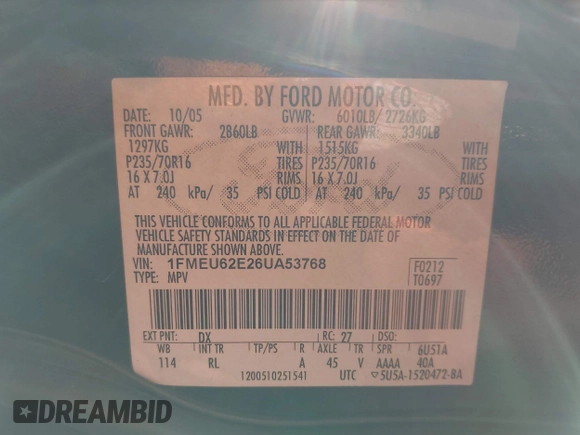 MFD. BY FORD MOTOR CO.
DATE: 10/05 GVWR: 6010LB/ 2726KG
FRONT GAWR: 2860LB REAR GAWR: 3340LB
1297KG WITH 1515KG WITH
P235/70R16 TIRES P235/70R16 TIRES
16 X 7.0J RIMS 16 X 7.0J RIMS
AT 240 kPa/ 35 PSI COLD AT 240 kPa/ 35 PSI COLD
THIS VEHICLE CONFORMS TO ALL APPLICABLE FEDERAL MOTOR
VEHICLE SAFETY STANDARDS IN EFFECT ON THE DATE OF
MANUFACTURE SHOWN ABOVE.
VIN: 1FMEU62E26UA53768 F0212
TYPE: MPV T0697
EXT PNT: DX RC: 27 DSO:
WB INT TR TP/PS R AXLE TR SPR 6U51A
114 RL A 45 V AAAA 40A
1200510251541 UTC 5U5A-1520472-BA
Ford
DREAMBID